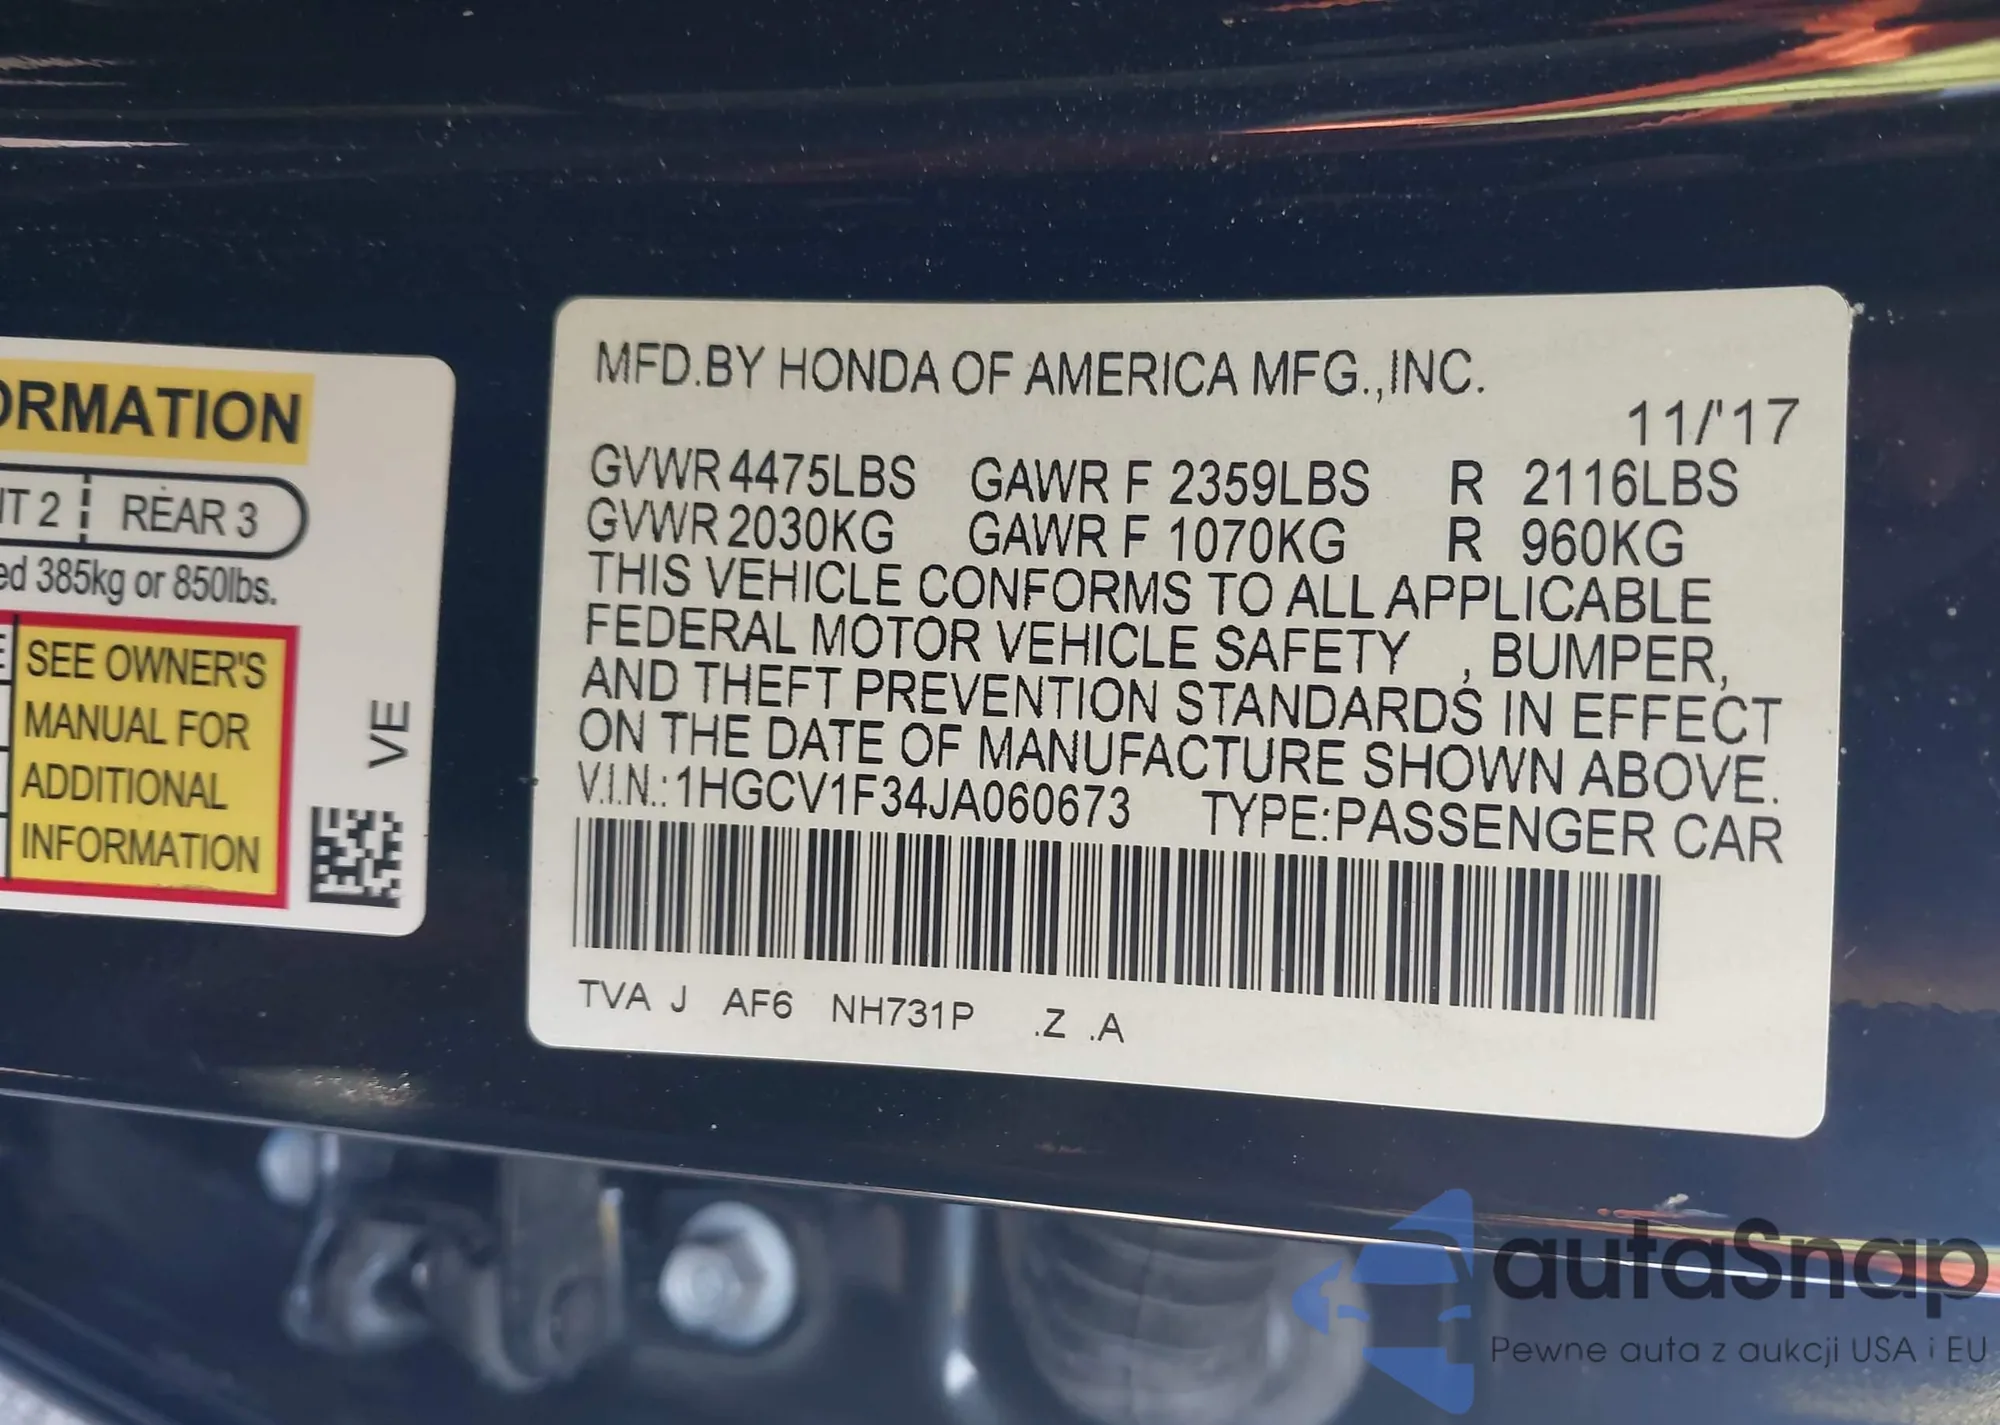 ORMATION
NT 2 REAR 3
ed 385kg or 850lbs.
SEE OWNER'S
MANUAL FOR
ADDITIONAL
INFORMATION
VE
MFD.BY HONDA OF AMERICA MFG.,INC.
11/'17
GVWR 4475LBS GAWR F 2359LBS R 2116LBS
GVWR 2030KG GAWR F 1070KG R 960KG
THIS VEHICLE CONFORMS TO ALL APPLICABLE
FEDERAL MOTOR VEHICLE SAFETY , BUMPER,
AND THEFT PREVENTION STANDARDS IN EFFECT
ON THE DATE OF MANUFACTURE SHOWN ABOVE.
V.I.N.:1HGCV1F34JA060673 TYPE:PASSENGER CAR
TVA J AF6 NH731P .Z .A
autaSnap
Pewne auta z aukcji USA i EU